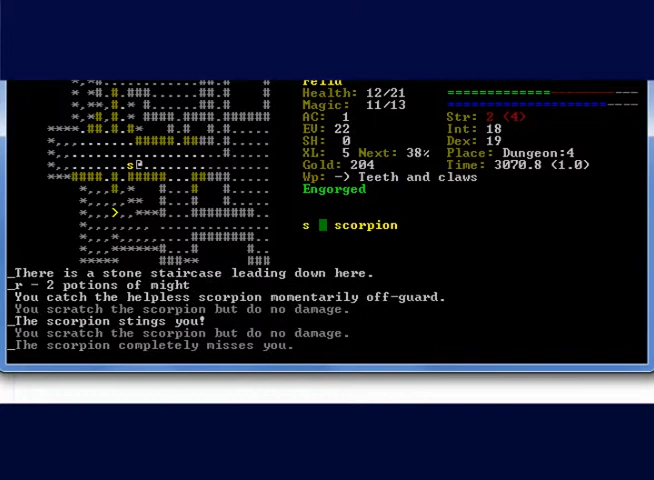 Felid
Health: 12/21
Magic: 11/13
AC: 1 Str: 2 (4)
EV: 22 Int: 18
SH: 0 Dex: 19
XL: 5 Next: 38% Place: Dungeon:4
Gold: 204 Time: 3070.8 (1.0)
Wp: -) Teeth and claws
Engorged
s scorpion
_There is a stone staircase leading down here.
_r - 2 potions of might
You catch the helpless scorpion momentarily off-guard.
You scratch the scorpion but do no damage.
_The scorpion stings you!
You scratch the scorpion but do no damage.
_The scorpion completely misses you.